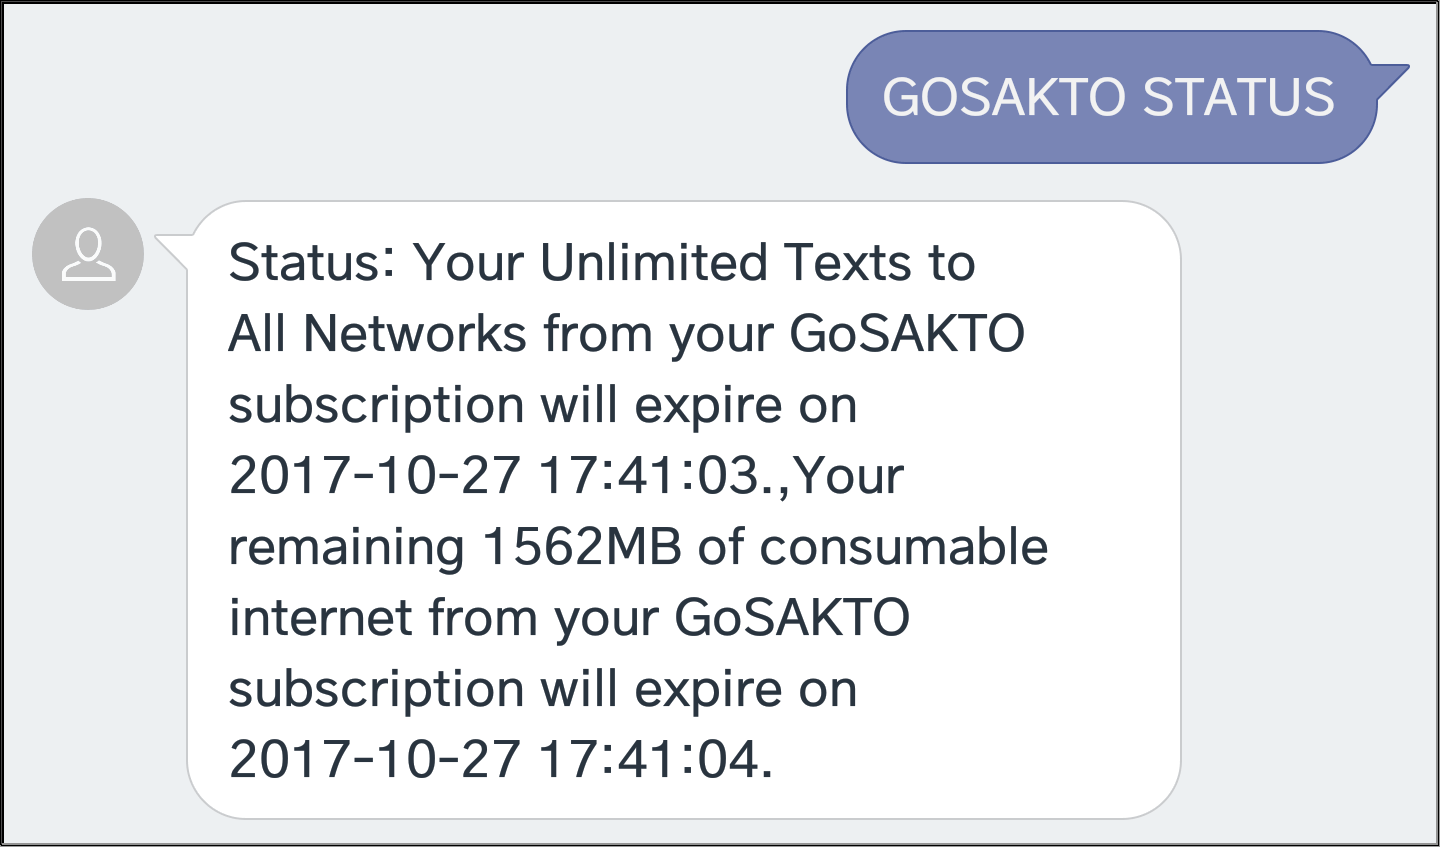 GOSAKTO STATUS
Status: Your Unlimited Texts to
All Networks from your GoSAKTO
subscription will expire on
2017-10-27 17:41:03.,Your
remaining 1562MB of consumable
internet from your GoSAKTO
subscription will expire on
2017-10-27 17:41:04.